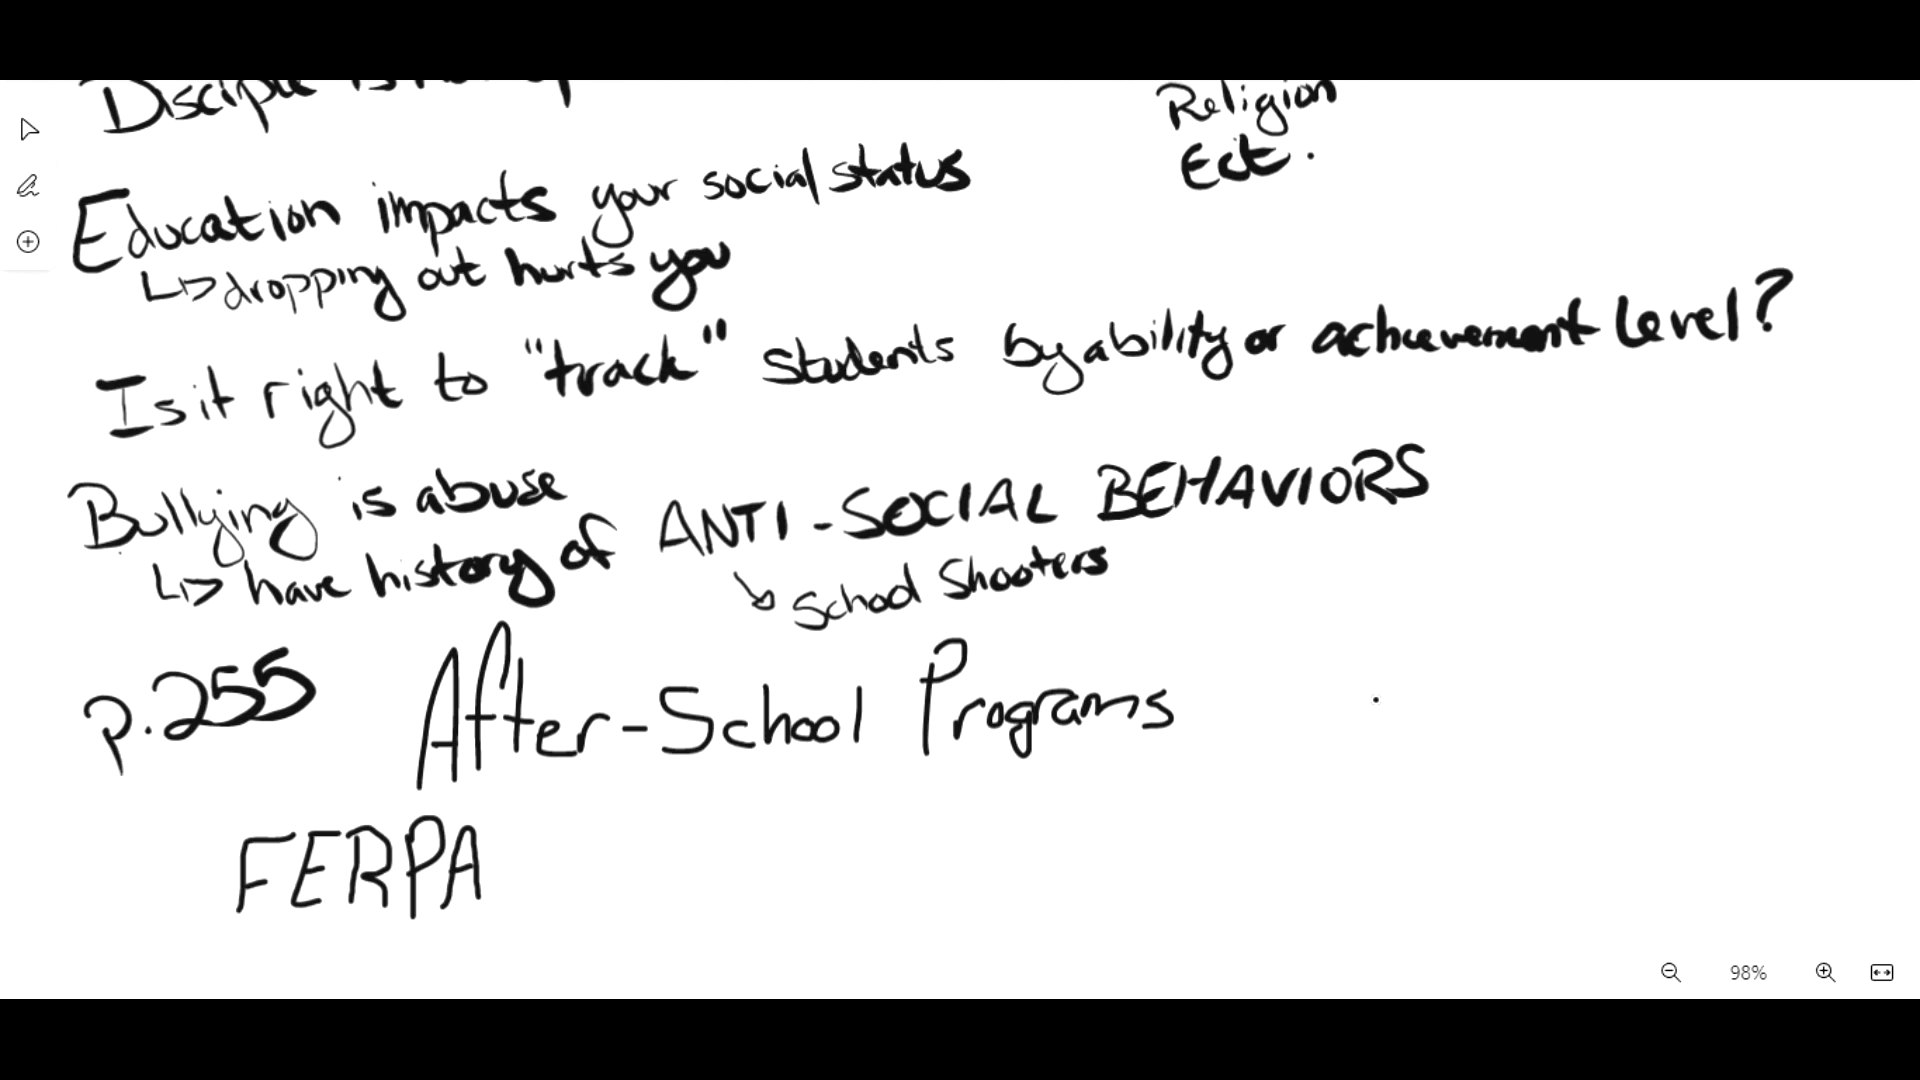 Disciple is
Religion
Ect.
Education impacts your social status
↳> dropping out hurts you
Is it right to "track" students by ability or achievement level?
Bullying is abuse
↳> have history of ANTI-SOCIAL BEHAVIORS
↘ School Shooters
p.255 After-School Programs
FERPA
98%